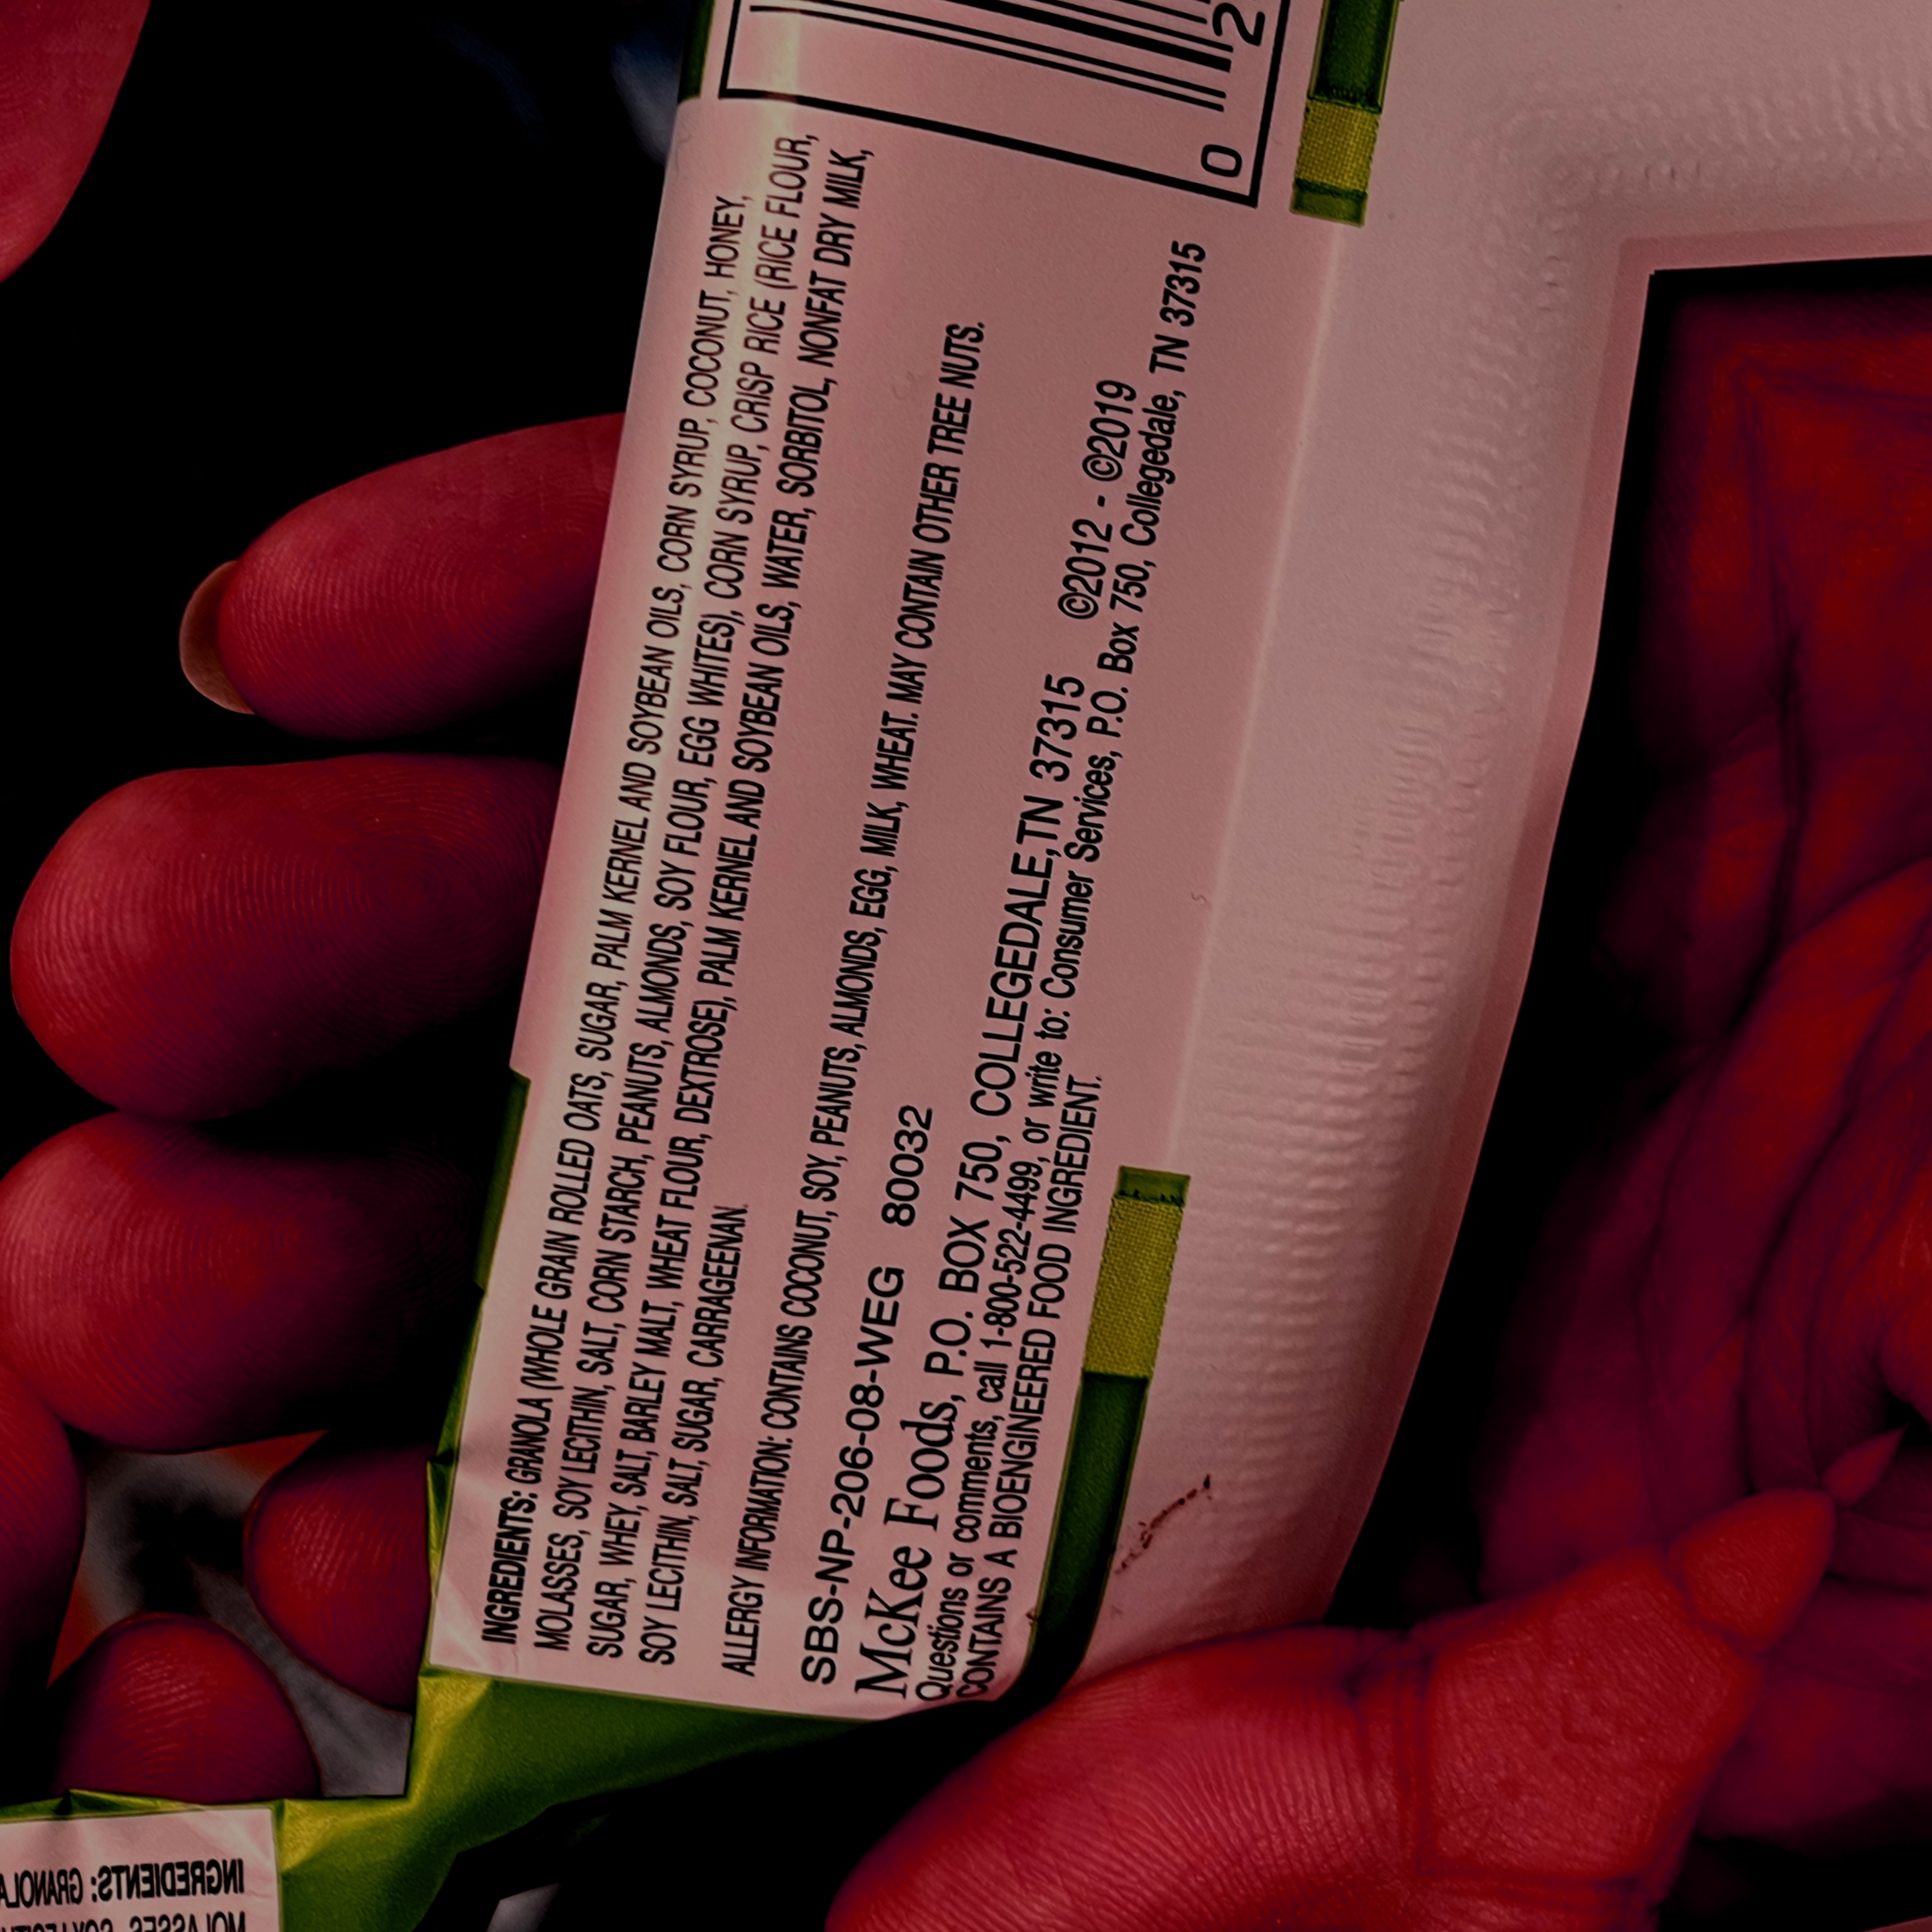 INGREDIENTS: GRANOLA (WHOLE GRAIN ROLLED OATS, SUGAR, PALM KERNEL AND SOYBEAN OILS, CORN SYRUP, COCONUT, HONEY,
MOLASSES, SOY LECITHIN, SALT, CORN STARCH, PEANUTS, ALMONDS, SOY FLOUR, EGG WHITES), CORN SYRUP, CRISP RICE (RICE FLOUR,
SUGAR, WHEY, SALT, BARLEY MALT, WHEAT FLOUR, DEXTROSE), PALM KERNEL AND SOYBEAN OILS, WATER, SORBITOL, NONFAT DRY MILK,
SOY LECITHIN, SALT, SUGAR, CARRAGEENAN.
ALLERGY INFORMATION: CONTAINS COCONUT, SOY, PEANUTS, ALMONDS, EGG, MILK, WHEAT. MAY CONTAIN OTHER TREE NUTS.
SBS-NP-206-08-WEG 80032
McKee Foods, P.O. BOX 750, COLLEGEDALE, TN 37315 ©2012 - ©2019
Questions or comments, call 1-800-522-4499, or write to: Consumer Services, P.O. Box 750, Collegedale, TN 37315
CONTAINS A BIOENGINEERED FOOD INGREDIENT.
0 2
INGREDIENTS: GRANOLA